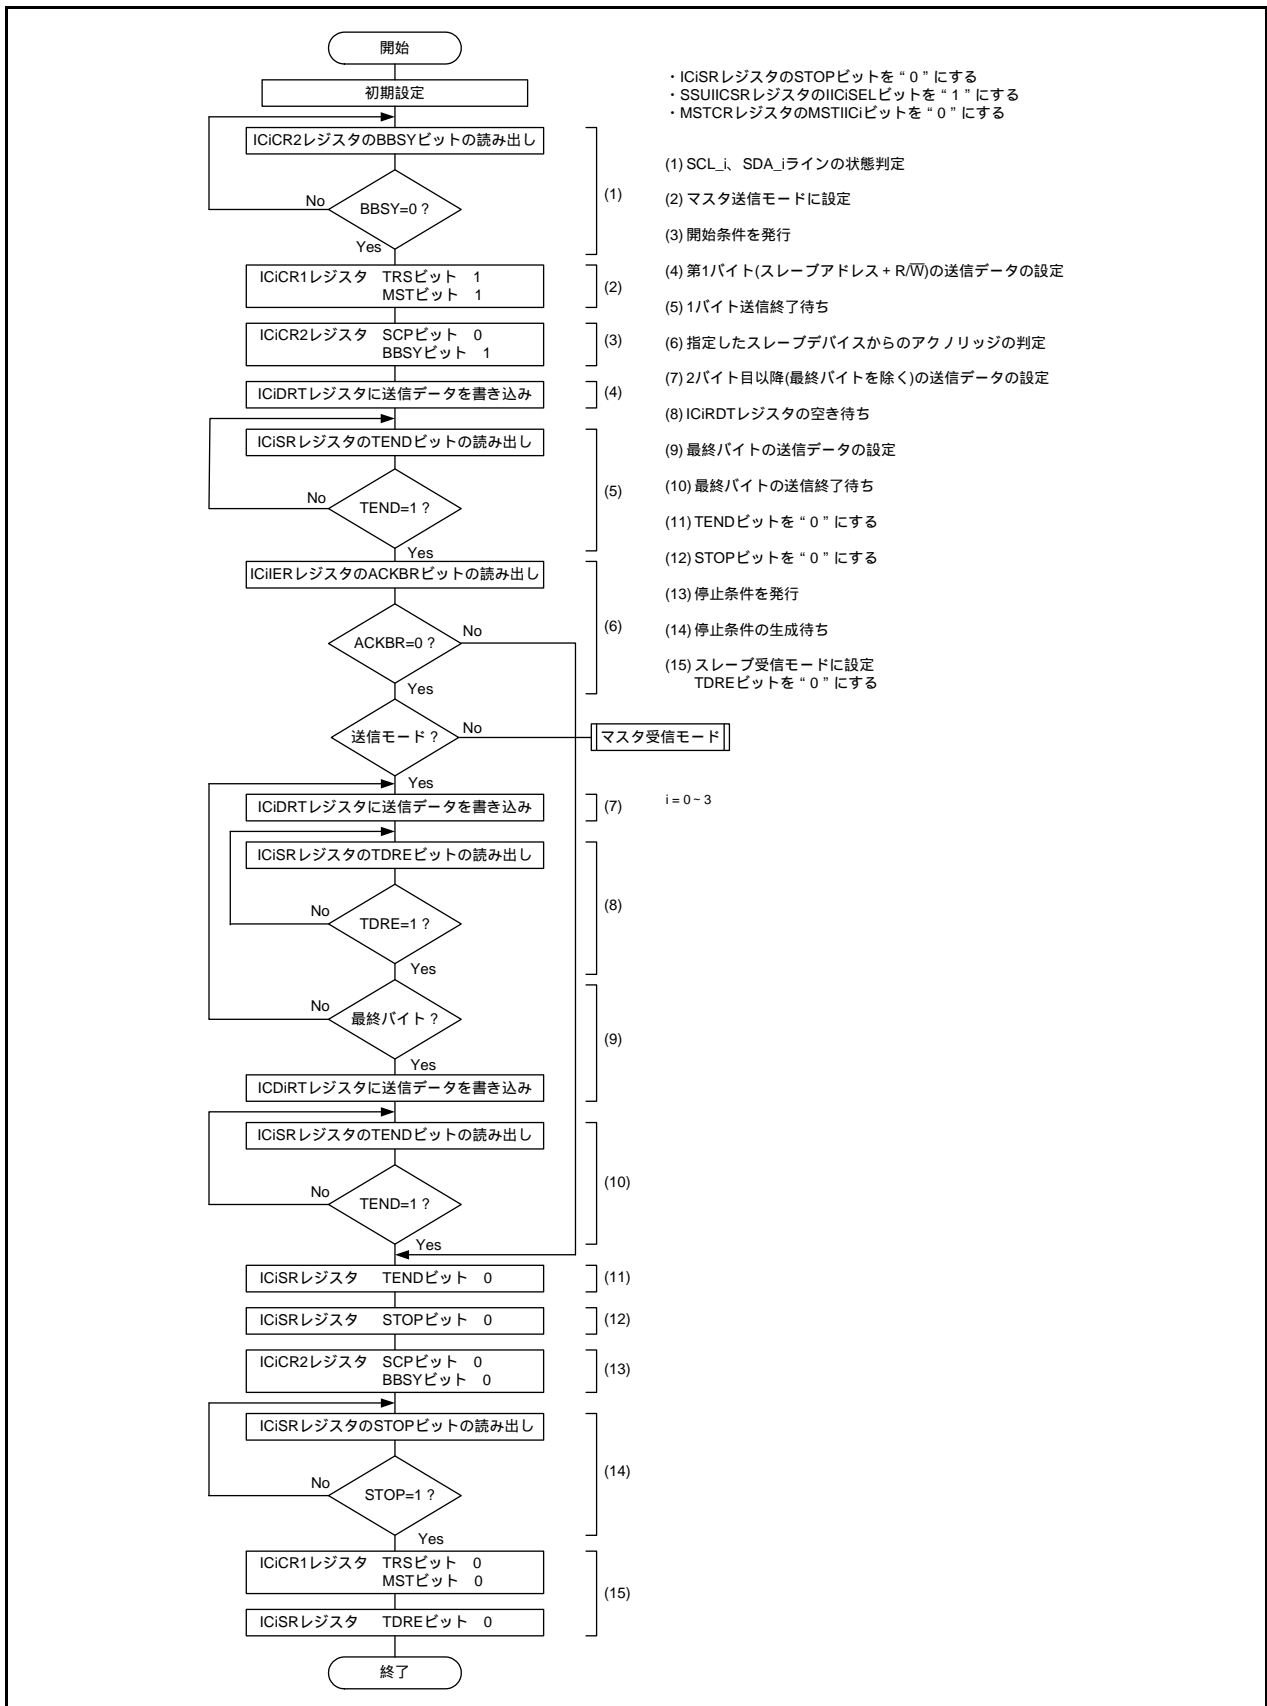 開始
初期設定
・ICiSRレジスタのSTOPビットを“0”にする
・SSUIICSRレジスタのIICiSELビットを“1”にする
・MSTCRレジスタのMSTIICiビットを“0”にする
ICiCR2レジスタのBBSYビットの読み出し
BBSY=0 ?
No
Yes
(1)
ICiCR1レジスタ TRSビット 1
MSTビット 1
(2)
ICiCR2レジスタ SCPビット 0
BBSYビット 1
(3)
ICiDRTレジスタに送信データを書き込み
(4)
ICiSRレジスタのTENDビットの読み出し
TEND=1 ?
No
Yes
(5)
ICiIERレジスタのACKBRビットの読み出し
ACKBR=0 ?
No
Yes
(6)
送信モード ?
No
マスタ受信モード
Yes
ICiDRTレジスタに送信データを書き込み
(7)
ICiSRレジスタのTDREビットの読み出し
TDRE=1 ?
No
Yes
(8)
最終バイト ?
No
Yes
ICDiRTレジスタに送信データを書き込み
(9)
ICiSRレジスタのTENDビットの読み出し
TEND=1 ?
No
Yes
(10)
ICiSRレジスタ TENDビット 0
(11)
ICiSRレジスタ STOPビット 0
(12)
ICiCR2レジスタ SCPビット 0
BBSYビット 0
(13)
ICiSRレジスタのSTOPビットの読み出し
STOP=1 ?
No
Yes
(14)
ICiCR1レジスタ TRSビット 0
MSTビット 0
ICiSRレジスタ TDREビット 0
(15)
終了
(1) SCL_i、SDA_iラインの状態判定
(2) マスタ送信モードに設定
(3) 開始条件を発行
(4) 第1バイト(スレーブアドレス + R/W̅)の送信データの設定
(5) 1バイト送信終了待ち
(6) 指定したスレーブデバイスからのアクノリッジの判定
(7) 2バイト目以降(最終バイトを除く)の送信データの設定
(8) ICiRDTレジスタの空き待ち
(9) 最終バイトの送信データの設定
(10) 最終バイトの送信終了待ち
(11) TENDビットを“0”にする
(12) STOPビットを“0”にする
(13) 停止条件を発行
(14) 停止条件の生成待ち
(15) スレーブ受信モードに設定
TDREビットを“0”にする
i = 0 ~ 3